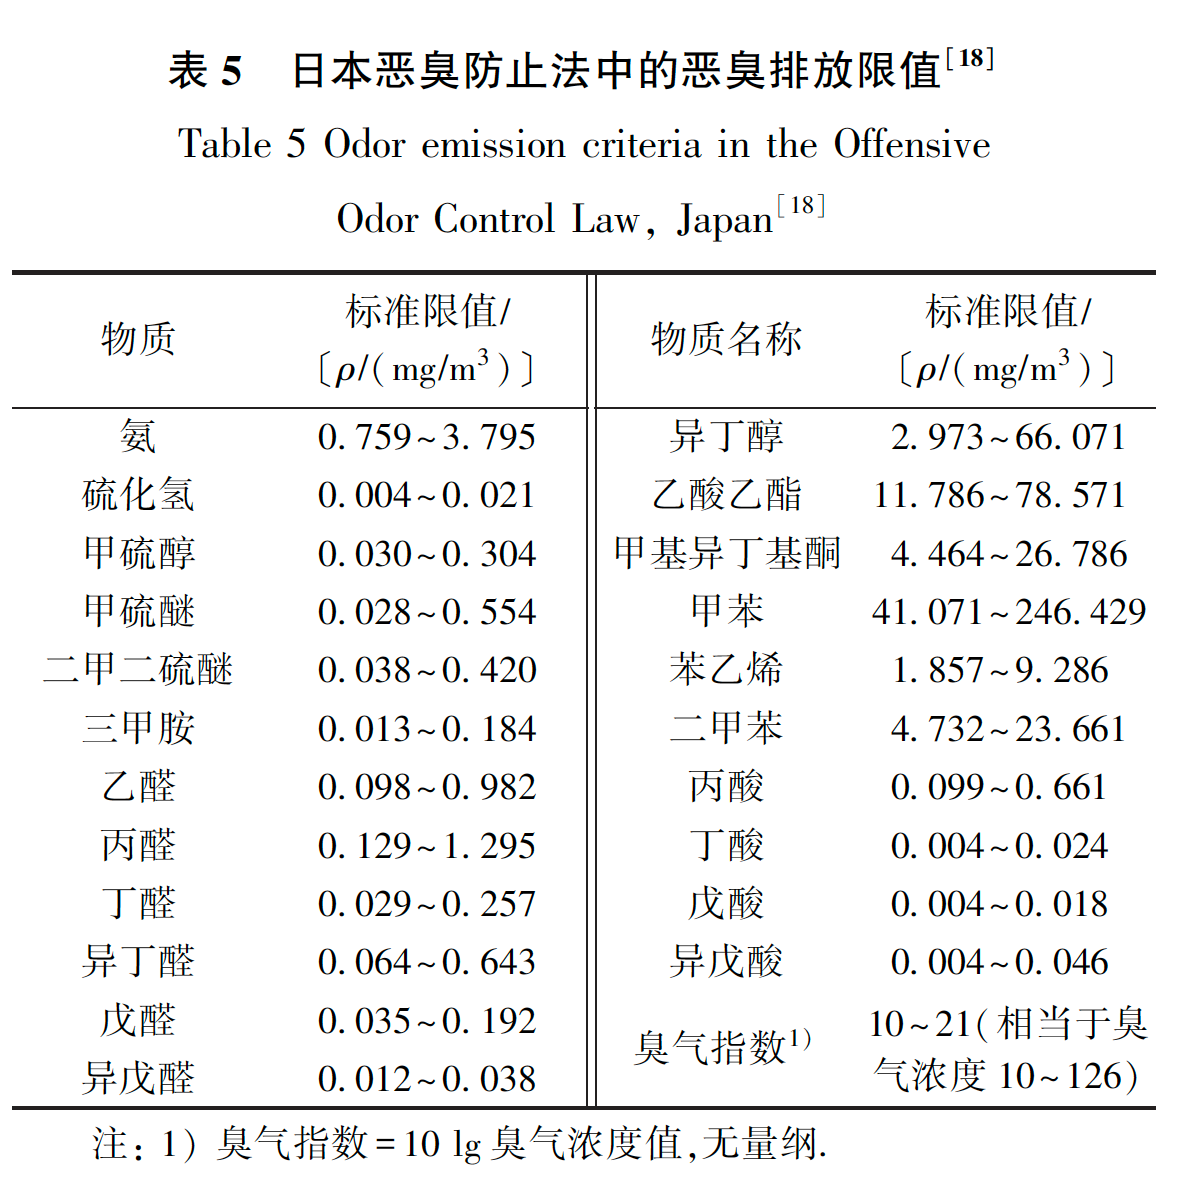 表 5 日本恶臭防止法中的恶臭排放限值[18]
Table 5 Odor emission criteria in the Offensive
Odor Control Law, Japan[18]
物质 标准限值/〔ρ/(mg/m³)〕 物质名称 标准限值/〔ρ/(mg/m³)〕
氨 0.759~3.795 异丁醇 2.973~66.071
硫化氢 0.004~0.021 乙酸乙酯 11.786~78.571
甲硫醇 0.030~0.304 甲基异丁基酮 4.464~26.786
甲硫醚 0.028~0.554 甲苯 41.071~246.429
二甲二硫醚 0.038~0.420 苯乙烯 1.857~9.286
三甲胺 0.013~0.184 二甲苯 4.732~23.661
乙醛 0.098~0.982 丙酸 0.099~0.661
丙醛 0.129~1.295 丁酸 0.004~0.024
丁醛 0.029~0.257 戊酸 0.004~0.018
异丁醛 0.064~0.643 异戊酸 0.004~0.046
戊醛 0.035~0.192 臭气指数1) 10~21(相当于臭
异戊醛 0.012~0.038 气浓度 10~126)
注: 1) 臭气指数=10 lg 臭气浓度值,无量纲.